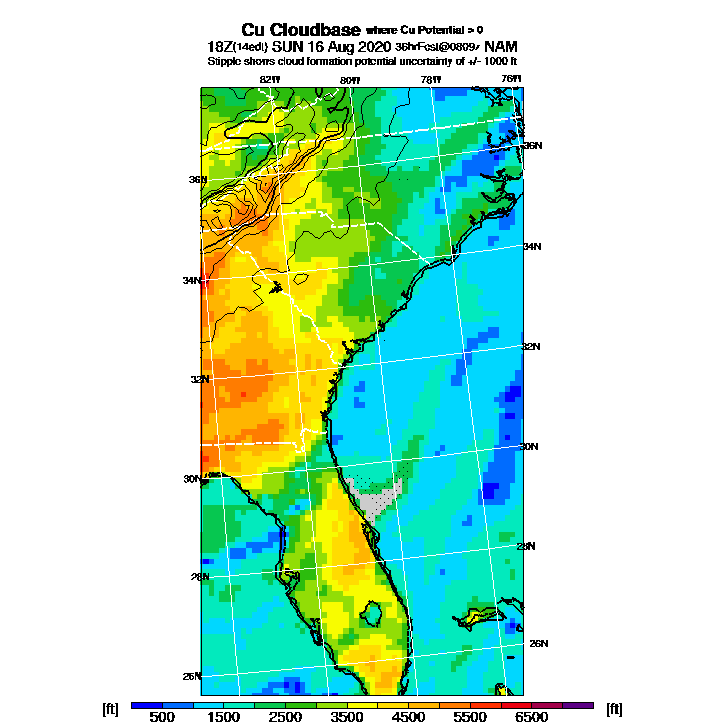 Cu Cloudbase where Cu Potential > 0
18Z(14edt) SUN 16 Aug 2020 36hrFcst@0809z NAM
Stipple shows cloud formation potential uncertainty of +/- 1000 ft
82W 80W 78W 76W
36N
36N
34N
34N
32N
32N
30N
30N
28N
28N
26N
26N
[ft] 500 1500 2500 3500 4500 5500 6500 [ft]